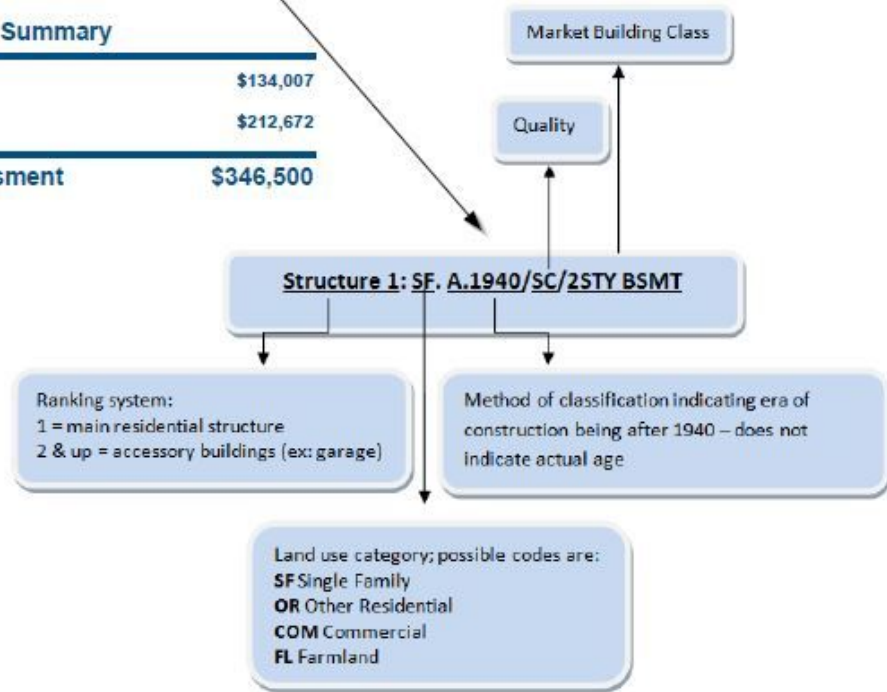 Summary
$134,007
$212,672
sment $346,500
Market Building Class
Quality
Structure 1: SF. A.1940/SC/2STY BSMT
Ranking system:
1 = main residential structure
2 & up = accessory buildings (ex: garage)
Method of classification indicating era of
construction being after 1940 – does not
indicate actual age
Land use category; possible codes are:
SF Single Family
OR Other Residential
COM Commercial
FL Farmland